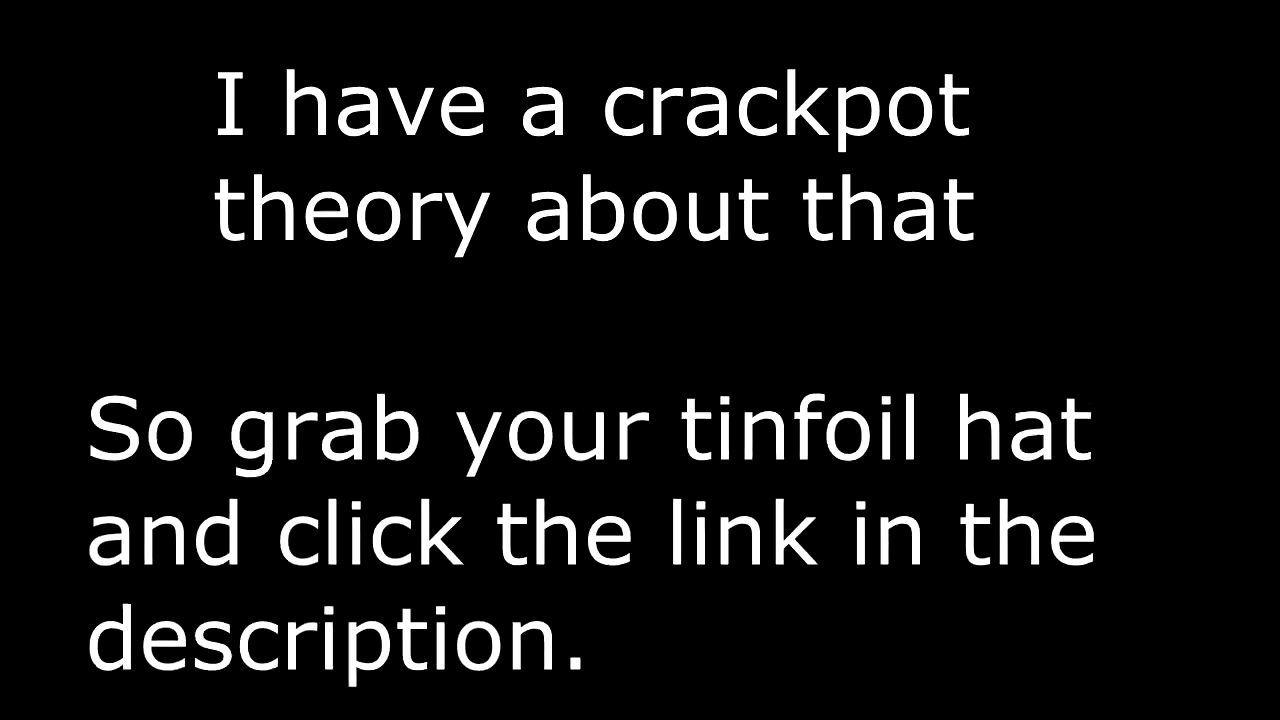 I have a crackpot
theory about that
So grab your tinfoil hat
and click the link in the
description.